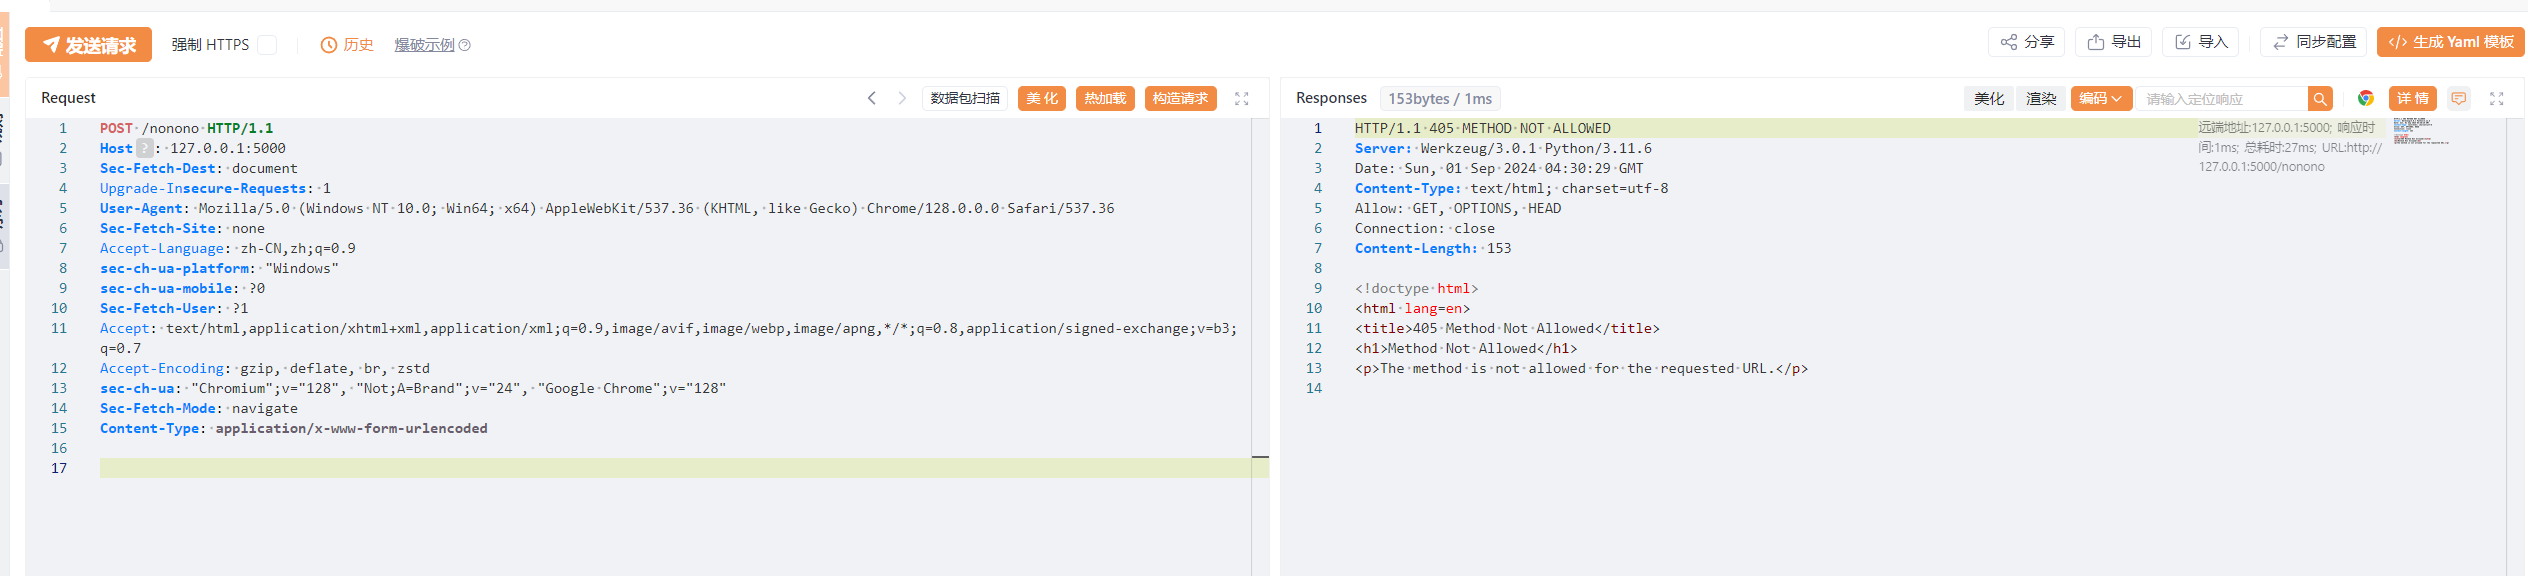 发送请求 强制 HTTPS 历史 爆破示例 分享 导出 导入 同步配置 </> 生成 Yaml 模板
Request 数据包扫描 美 化 热加载 构造请求
1 POST /nonono HTTP/1.1
2 Host ? : 127.0.0.1:5000
3 Sec-Fetch-Dest: document
4 Upgrade-Insecure-Requests: 1
5 User-Agent: Mozilla/5.0 (Windows NT 10.0; Win64; x64) AppleWebKit/537.36 (KHTML, like Gecko) Chrome/128.0.0.0 Safari/537.36
6 Sec-Fetch-Site: none
7 Accept-Language: zh-CN,zh;q=0.9
8 sec-ch-ua-platform: "Windows"
9 sec-ch-ua-mobile: ?0
10 Sec-Fetch-User: ?1
11 Accept: text/html,application/xhtml+xml,application/xml;q=0.9,image/avif,image/webp,image/apng,*/*;q=0.8,application/signed-exchange;v=b3;
q=0.7
12 Accept-Encoding: gzip, deflate, br, zstd
13 sec-ch-ua: "Chromium";v="128", "Not;A=Brand";v="24", "Google Chrome";v="128"
14 Sec-Fetch-Mode: navigate
15 Content-Type: application/x-www-form-urlencoded
16
17
Responses 153bytes / 1ms 美化 渲染 编码 请输入定位响应 详 情
1 HTTP/1.1 405 METHOD NOT ALLOWED
2 Server: Werkzeug/3.0.1 Python/3.11.6
3 Date: Sun, 01 Sep 2024 04:30:29 GMT
4 Content-Type: text/html; charset=utf-8
5 Allow: GET, OPTIONS, HEAD
6 Connection: close
7 Content-Length: 153
8
9 <!doctype html>
10 <html lang=en>
11 <title>405 Method Not Allowed</title>
12 <h1>Method Not Allowed</h1>
13 <p>The method is not allowed for the requested URL.</p>
14
远端地址:127.0.0.1:5000; 响应时
间:1ms; 总耗时:27ms; URL:http://
127.0.0.1:5000/nonono